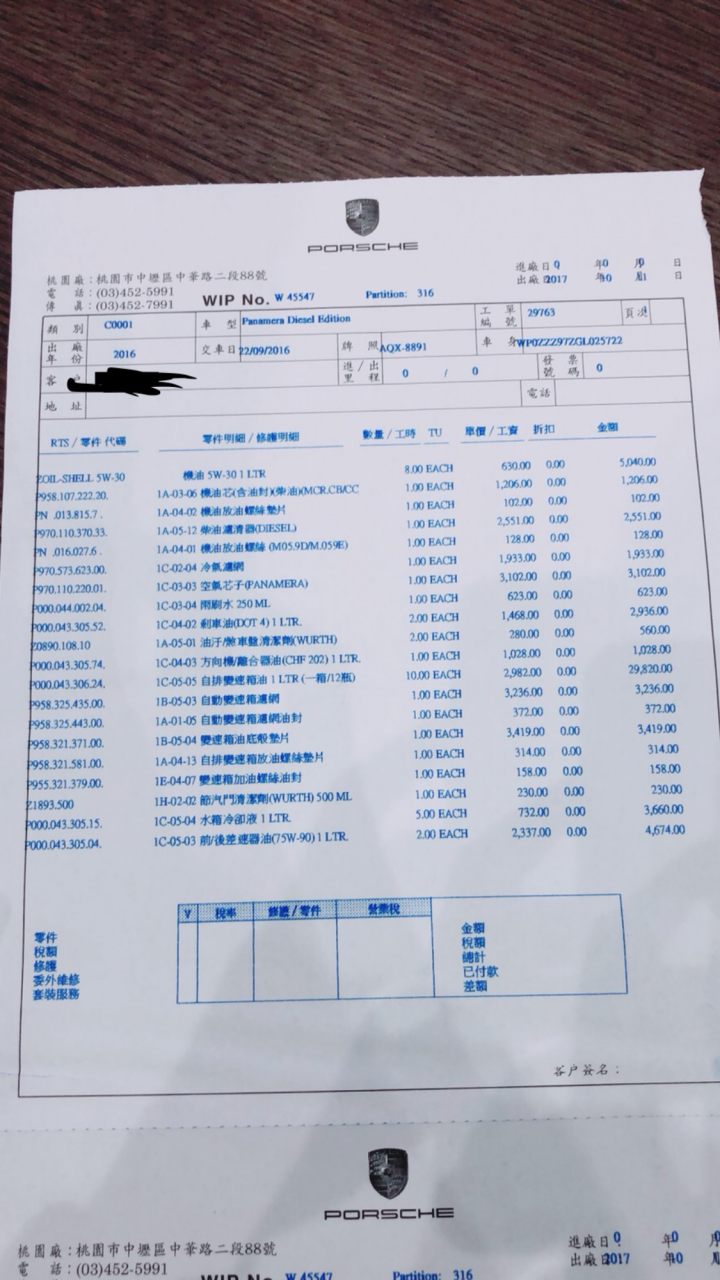 PORSCHE
桃園廠:桃園市中壢區中華路二段88號
電 話:(03)452-5991
傳 真:(03)452-7991
WIP No. W 45547 Partition: 316
進廠日 0 年0 月 日
出廠日2017 年 日
類 別 C0001 車 型 Panamera Diesel Edition 工 單 編 號 29763 頁次
出廠年份 2016 交車日 22/09/2016 牌 照 AQX-8891 車 身 WP0ZZZ97ZGL025722
客 戶 進/出里程 0 / 0 發票號碼 0
地 址 電話
RTS / 零件 代碼 零件明細 / 修護明細 數量 / 工時 TU 單價 / 工資 折扣 金額
ZOIL-SHELL 5W-30 機油 5W-30 1 LTR 8.00 EACH 630.00 0.00 5,040.00
P958.107.222.20. 1A-03-06 機油芯(含油封)(柴油)(MCR,CB/CC 1.00 EACH 1,206.00 0.00 1,206.00
PN .013.815.7 . 1A-04-02 機油放油螺絲墊片 1.00 EACH 102.00 0.00 102.00
P970.110.370.33. 1A-05-12 柴油濾清器(DIESEL) 1.00 EACH 2,551.00 0.00 2,551.00
PN .016.027.6 . 1A-04-01 機油放油螺絲 (M05.9D/M.059E) 1.00 EACH 128.00 0.00 128.00
P970.573.623.00. 1C-02-04 冷氣濾網 1.00 EACH 1,933.00 0.00 1,933.00
P970.110.220.01. 1C-03-03 空氣芯子(PANAMERA) 1.00 EACH 3,102.00 0.00 3,102.00
P000.044.002.04. 1C-03-04 雨刷水 250 ML 1.00 EACH 623.00 0.00 623.00
P000.043.305.52. 1C-04-02 剎車油(DOT 4) 1 LTR. 2.00 EACH 1,468.00 0.00 2,936.00
Z0890.108.10 1A-05-01 油汙/煞車盤清潔劑(WURTH) 2.00 EACH 280.00 0.00 560.00
P000.043.305.74. 1C-04-03 方向機/離合器油(CHF 202) 1 LTR. 1.00 EACH 1,028.00 0.00 1,028.00
P000.043.306.24. 1C-05-05 自排變速箱油 1 LTR (一箱/12瓶) 10.00 EACH 2,982.00 0.00 29,820.00
P958.325.435.00. 1B-05-03 自動變速箱濾網 1.00 EACH 3,236.00 0.00 3,236.00
P958.325.443.00. 1A-01-05 自動變速箱濾網油封 1.00 EACH 372.00 0.00 372.00
P958.321.371.00. 1B-05-04 變速箱油底殼墊片 1.00 EACH 3,419.00 0.00 3,419.00
P958.321.581.00. 1A-04-13 自排變速箱放油螺絲墊片 1.00 EACH 314.00 0.00 314.00
P955.321.379.00. 1E-04-07 變速箱加油螺絲油封 1.00 EACH 158.00 0.00 158.00
Z1893.500 1H-02-02 節汽門清潔劑(WURTH) 500 ML 1.00 EACH 230.00 0.00 230.00
P000.043.305.15. 1C-05-04 水箱冷卻液 1 LTR. 5.00 EACH 732.00 0.00 3,660.00
P000.043.305.04. 1C-05-03 前/後差速器油(75W-90) 1 LTR. 2.00 EACH 2,337.00 0.00 4,674.00
V 稅率 修護 / 零件 營業稅
零件 金額
稅額 稅額
修護 總計
委外維修 已付款
套裝服務 差額
客戶簽名:
PORSCHE
桃園廠:桃園市中壢區中華路二段88號
電 話:(03)452-5991
WIP No. W 45547 Partition: 316
進廠日 0 年0 月
出廠日2017